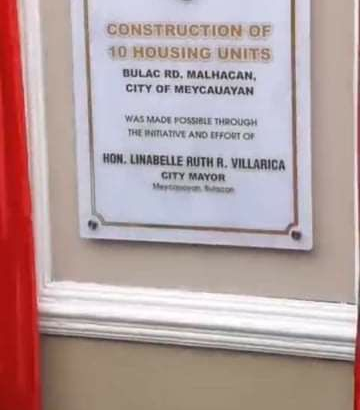 CONSTRUCTION OF
10 HOUSING UNITS
BULAC RD. MALHACAN,
CITY OF MEYCAUAYAN
WAS MADE POSSIBLE THROUGH
THE INITIATIVE AND EFFORT OF
HON. LINABELLE RUTH R. VILLARICA
CITY MAYOR
Meycauayan, Bulacan